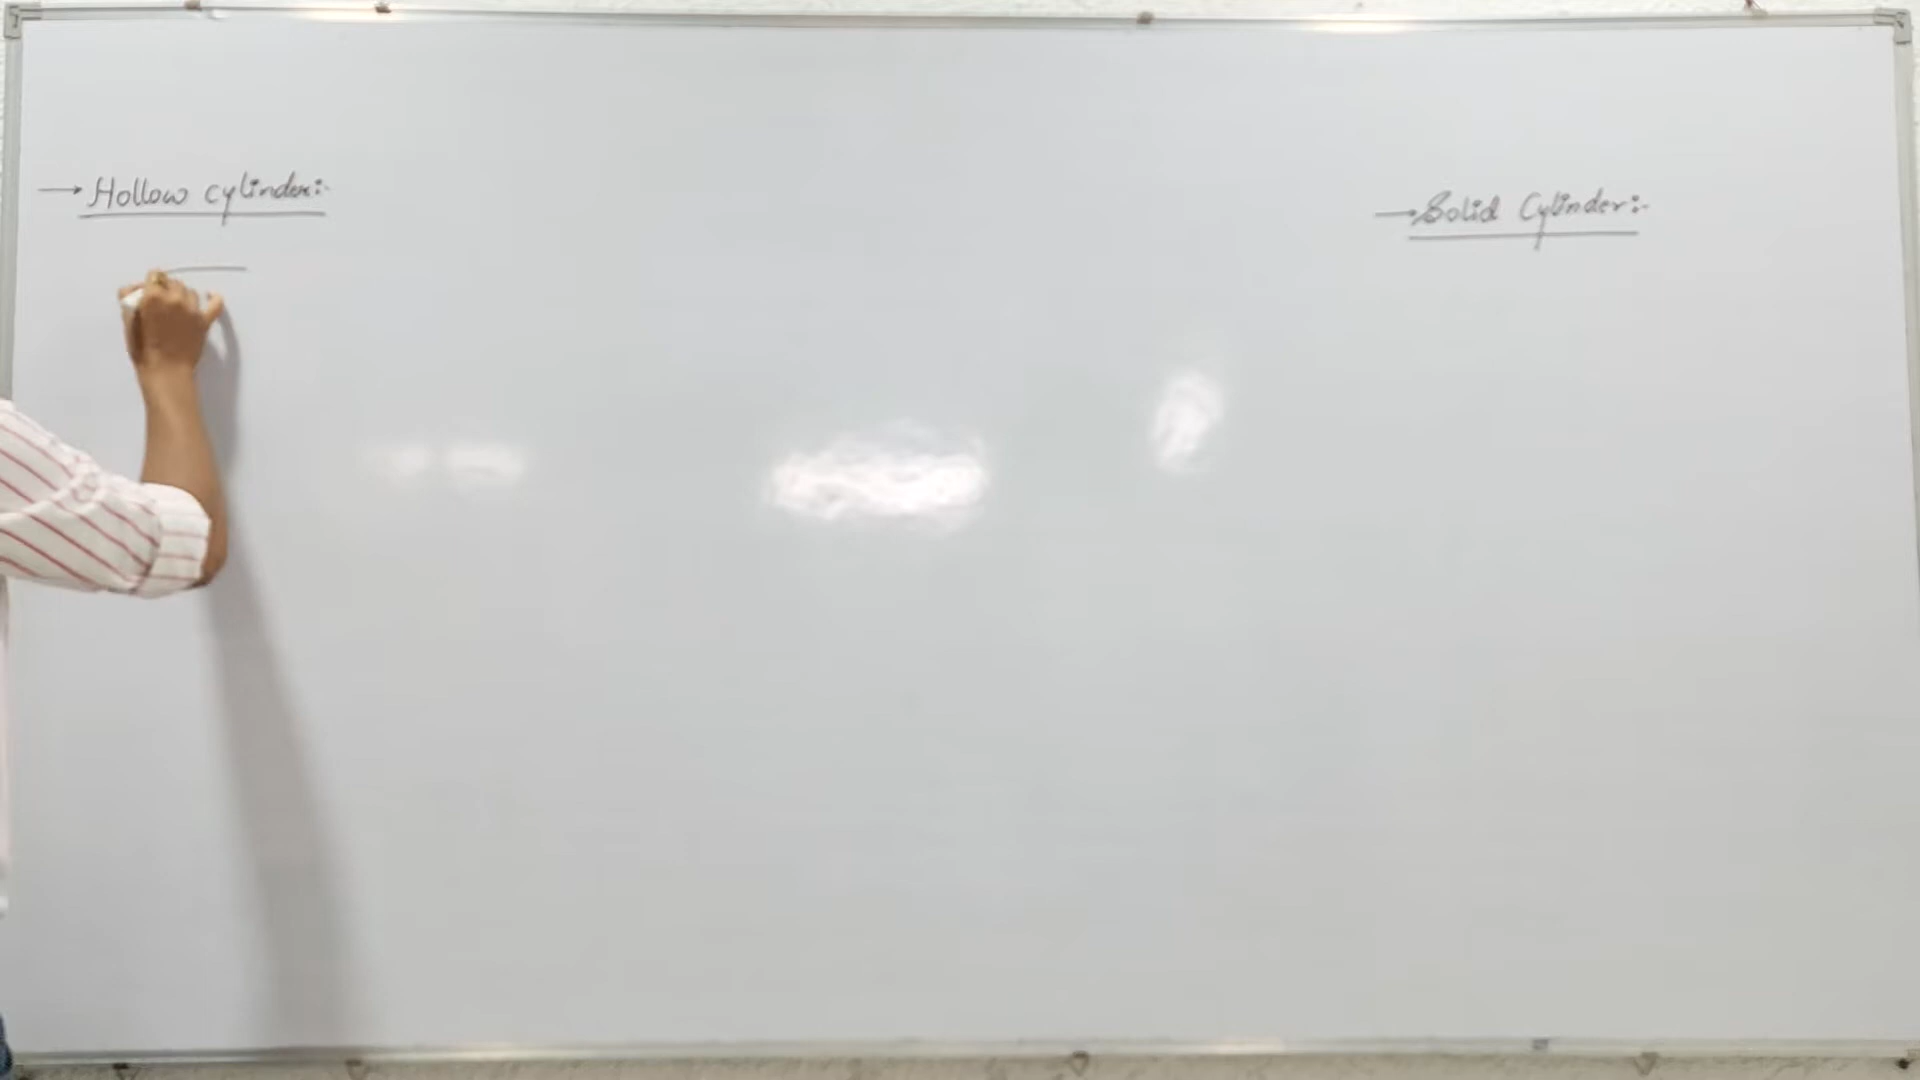 → Hollow cylinder:-
→ Solid Cylinder:-